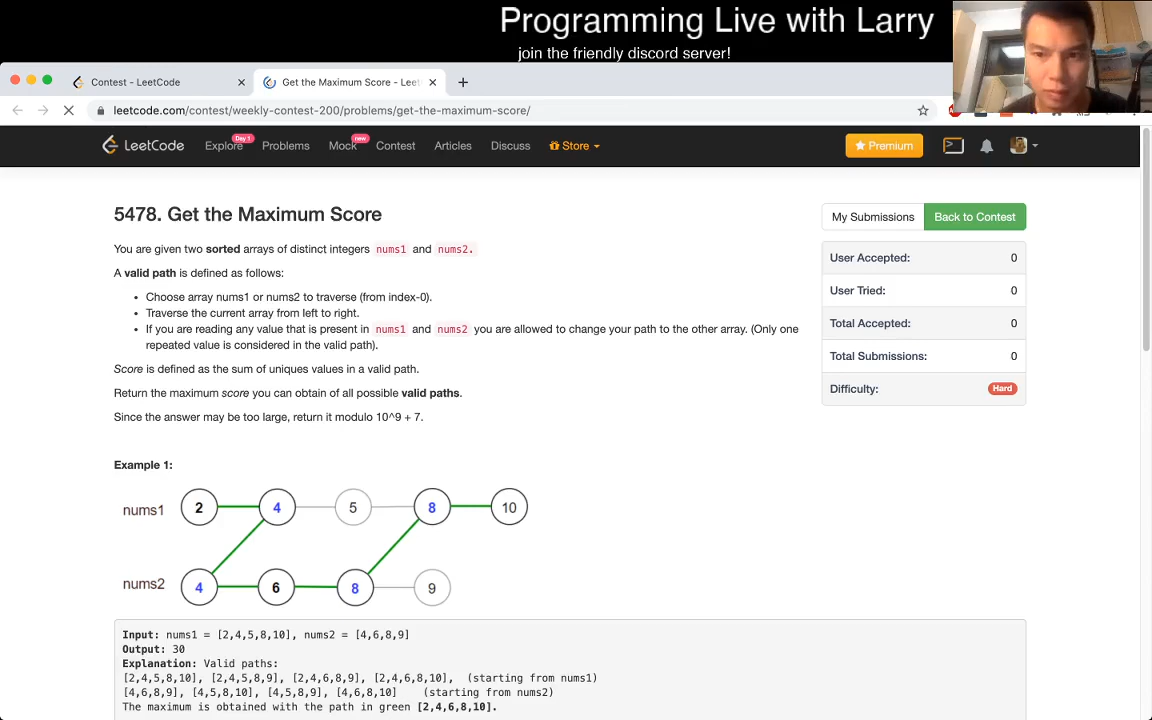 Programming Live with Larry
join the friendly discord server!
Contest - LeetCode
Get the Maximum Score - Leet
leetcode.com/contest/weekly-contest-200/problems/get-the-maximum-score/
LeetCode Explore Day 1 Problems Mock new Contest Articles Discuss Store Premium
5478. Get the Maximum Score
My Submissions Back to Contest
You are given two sorted arrays of distinct integers nums1 and nums2.
A valid path is defined as follows:
• Choose array nums1 or nums2 to traverse (from index-0).
• Traverse the current array from left to right.
• If you are reading any value that is present in nums1 and nums2 you are allowed to change your path to the other array. (Only one
repeated value is considered in the valid path).
Score is defined as the sum of uniques values in a valid path.
Return the maximum score you can obtain of all possible valid paths.
Since the answer may be too large, return it modulo 10^9 + 7.
User Accepted: 0
User Tried: 0
Total Accepted: 0
Total Submissions: 0
Difficulty: Hard
Example 1:
nums1 2 4 5 8 10
nums2 4 6 8 9
Input: nums1 = [2,4,5,8,10], nums2 = [4,6,8,9]
Output: 30
Explanation: Valid paths:
[2,4,5,8,10], [2,4,5,8,9], [2,4,6,8,9], [2,4,6,8,10], (starting from nums1)
[4,6,8,9], [4,5,8,10], [4,5,8,9], [4,6,8,10] (starting from nums2)
The maximum is obtained with the path in green [2,4,6,8,10].